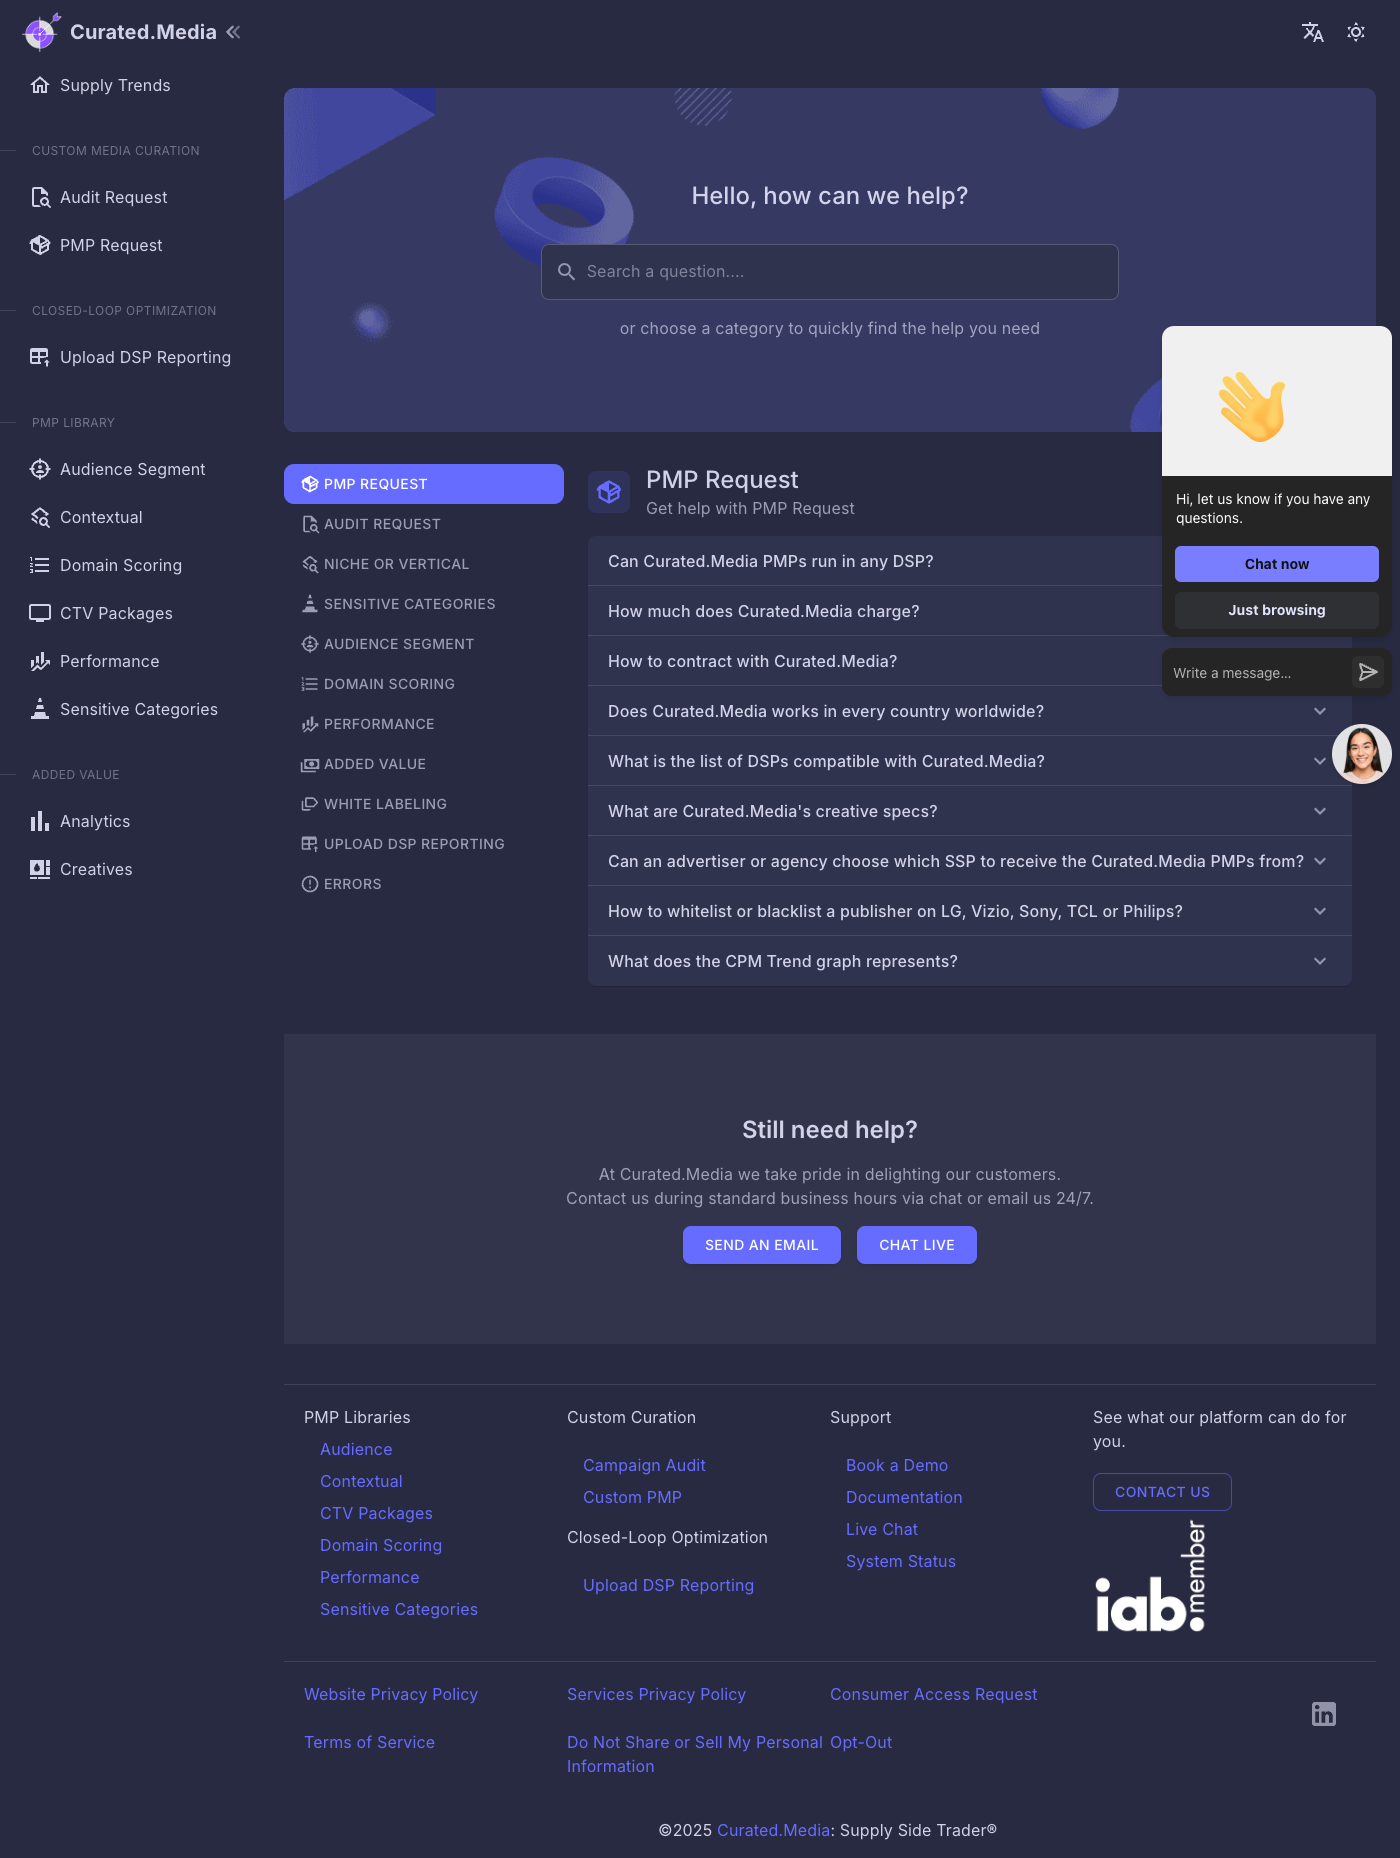 Curated.Media
Supply Trends
CUSTOM MEDIA CURATION
Audit Request
PMP Request
CLOSED-LOOP OPTIMIZATION
Upload DSP Reporting
PMP LIBRARY
Audience Segment
Contextual
Domain Scoring
CTV Packages
Performance
Sensitive Categories
ADDED VALUE
Analytics
Creatives
Hello, how can we help?
Search a question....
or choose a category to quickly find the help you need
PMP REQUEST
AUDIT REQUEST
NICHE OR VERTICAL
SENSITIVE CATEGORIES
AUDIENCE SEGMENT
DOMAIN SCORING
PERFORMANCE
ADDED VALUE
WHITE LABELING
UPLOAD DSP REPORTING
ERRORS
PMP Request
Get help with PMP Request
Can Curated.Media PMPs run in any DSP?
How much does Curated.Media charge?
How to contract with Curated.Media?
Does Curated.Media works in every country worldwide?
What is the list of DSPs compatible with Curated.Media?
What are Curated.Media's creative specs?
Can an advertiser or agency choose which SSP to receive the Curated.Media PMPs from?
How to whitelist or blacklist a publisher on LG, Vizio, Sony, TCL or Philips?
What does the CPM Trend graph represents?
Hi, let us know if you have any
questions.
Chat now
Just browsing
Write a message...
Still need help?
At Curated.Media we take pride in delighting our customers.
Contact us during standard business hours via chat or email us 24/7.
SEND AN EMAIL
CHAT LIVE
PMP Libraries
Audience
Contextual
CTV Packages
Domain Scoring
Performance
Sensitive Categories
Custom Curation
Campaign Audit
Custom PMP
Closed-Loop Optimization
Upload DSP Reporting
Support
Book a Demo
Documentation
Live Chat
System Status
See what our platform can do for
you.
CONTACT US
iab.
member
Website Privacy Policy
Services Privacy Policy
Consumer Access Request
Terms of Service
Do Not Share or Sell My Personal
Information
Opt-Out
©2025 Curated.Media: Supply Side Trader®